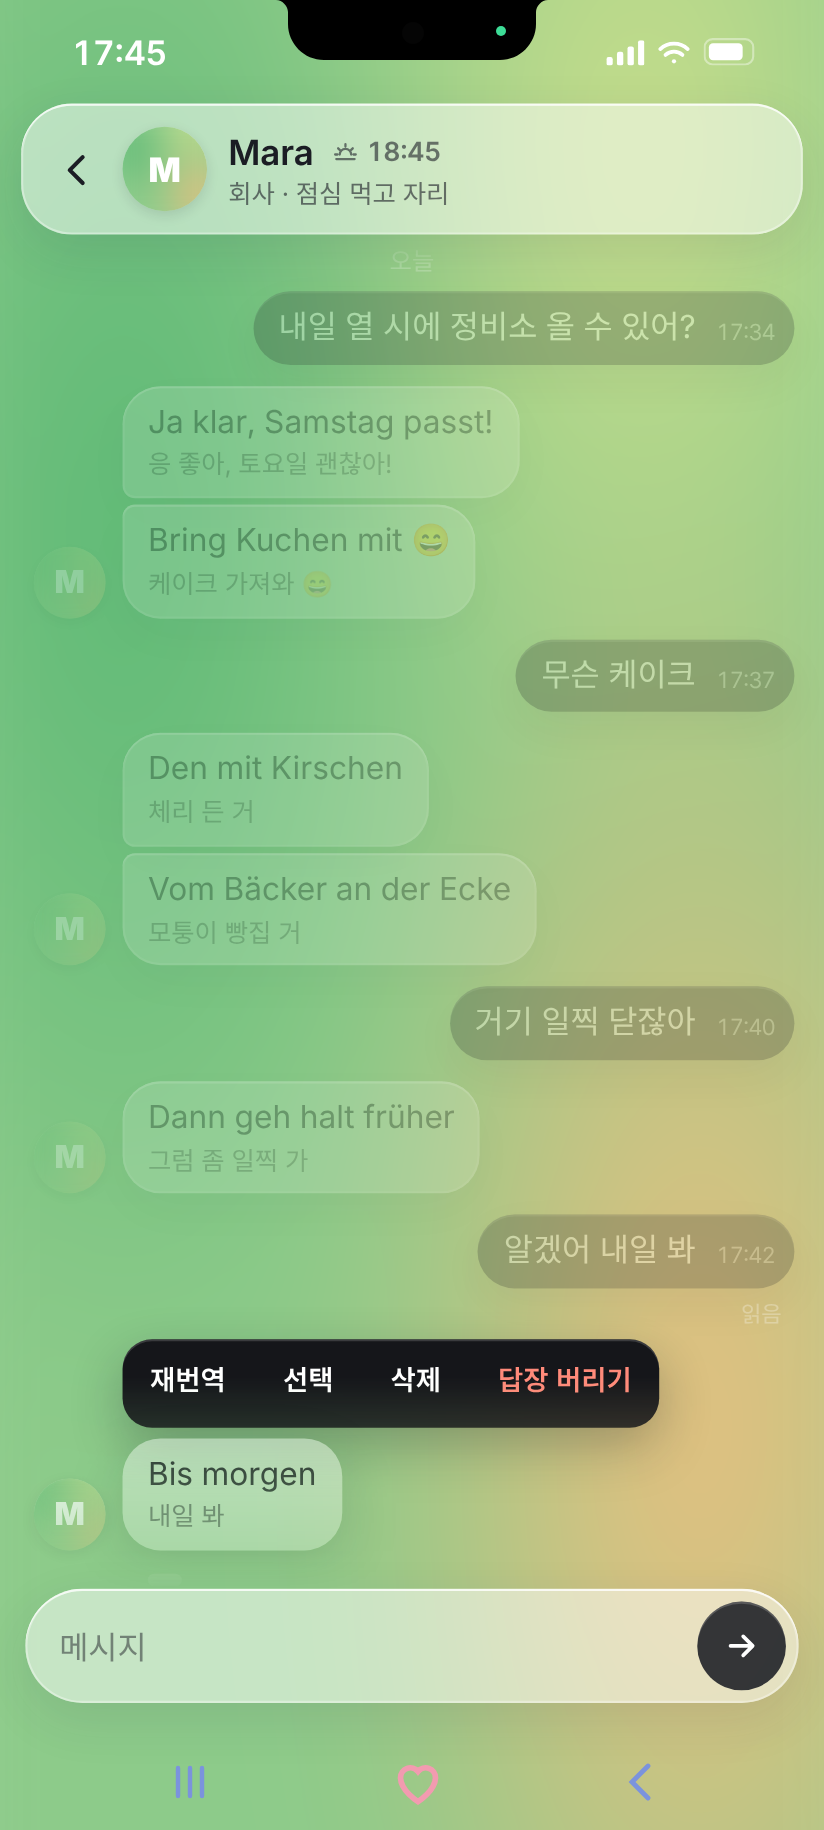 17:45
M
Mara 18:45
회사 · 점심 먹고 자리
오늘
내일 열 시에 정비소 올 수 있어? 17:34
Ja klar, Samstag passt!
응 좋아, 토요일 괜찮아!
Bring Kuchen mit 😄
케이크 가져와 😄
M
무슨 케이크 17:37
Den mit Kirschen
체리 든 거
Vom Bäcker an der Ecke
모퉁이 빵집 거
M
거기 일찍 닫잖아 17:40
Dann geh halt früher
그럼 좀 일찍 가
M
알겠어 내일 봐 17:42
읽음
재번역 선택 삭제 답장 버리기
Bis morgen
내일 봐
M
메시지